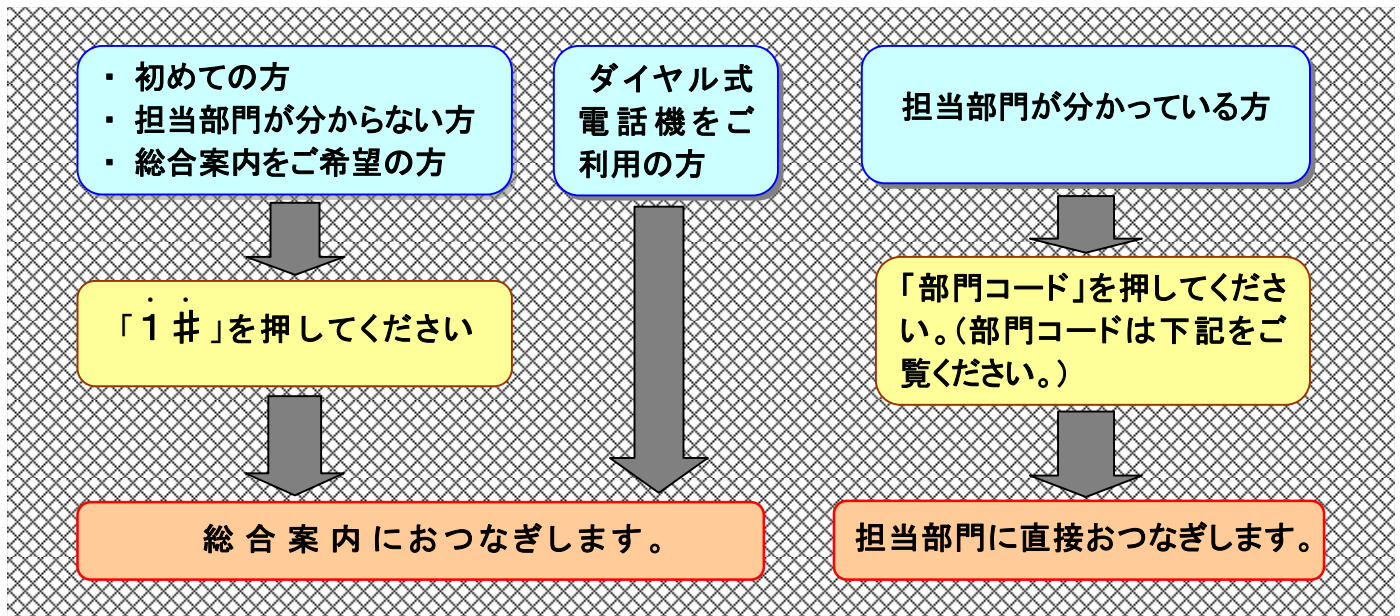 ・ 初めての方
・ 担当部門が分からない方
・ 総合案内をご希望の方
ダイヤル式
電話機をご
利用の方
担当部門が分かっている方
「1#」を押してください
「部門コード」を押してくださ
い。(部門コードは下記をご
覧ください。)
総合案内におつなぎします。
担当部門に直接おつなぎします。